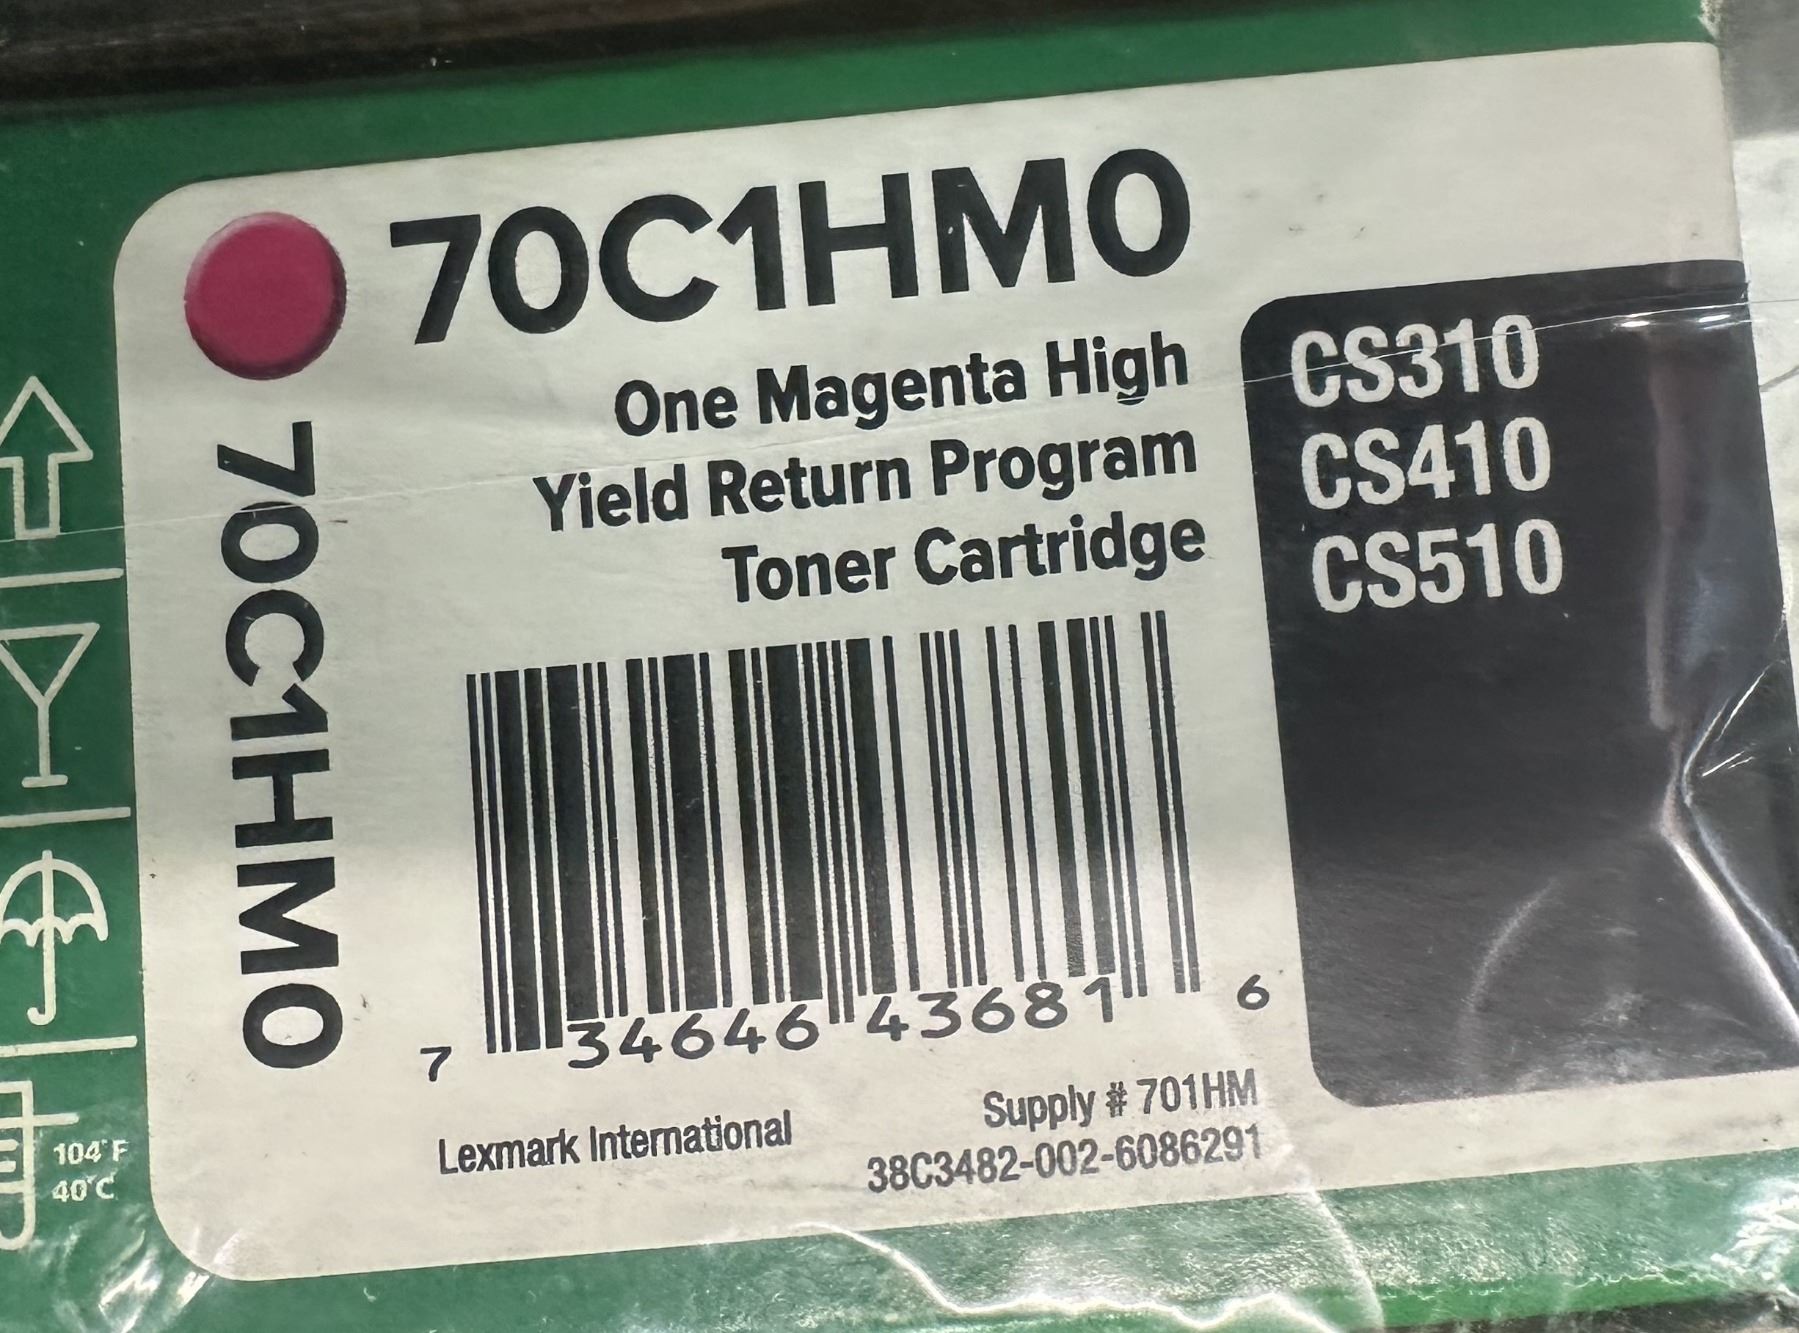 70C1HM0
One Magenta High
Yield Return Program
Toner Cartridge
CS310
CS410
CS510
70C1HM0
7 34646 43681 6
Lexmark International
Supply # 701HM
38C3482-002-6086291
104°F
40°C